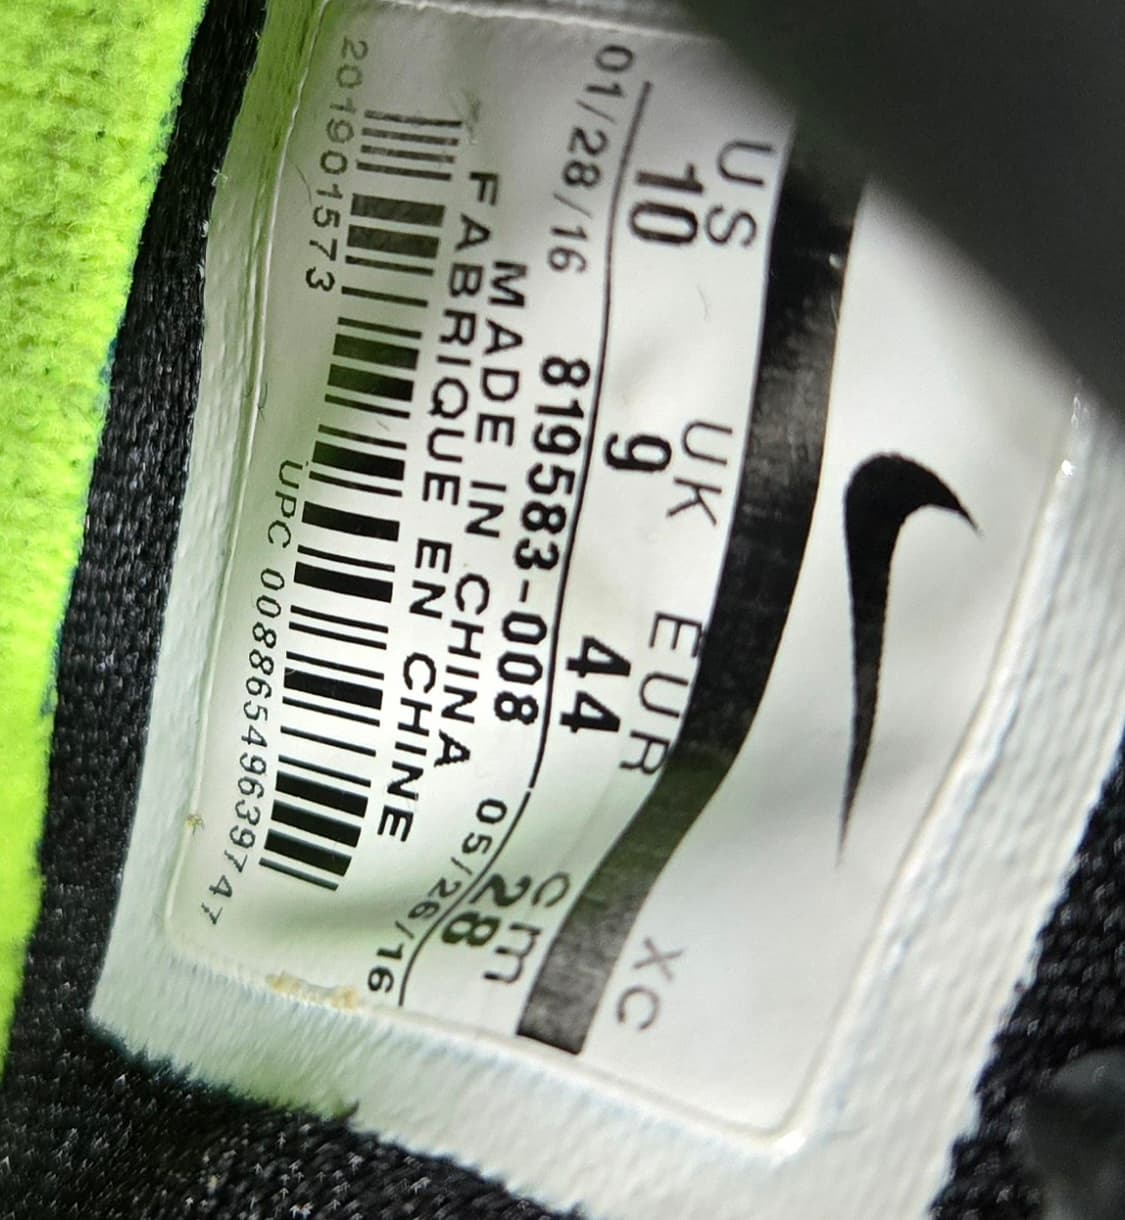 XC
US UK EUR cm
10 9 44 28
01/28/16 819583-008 05/26/16
MADE IN CHINA
FABRIQUE EN CHINE
201901573 UPC 00886549639747